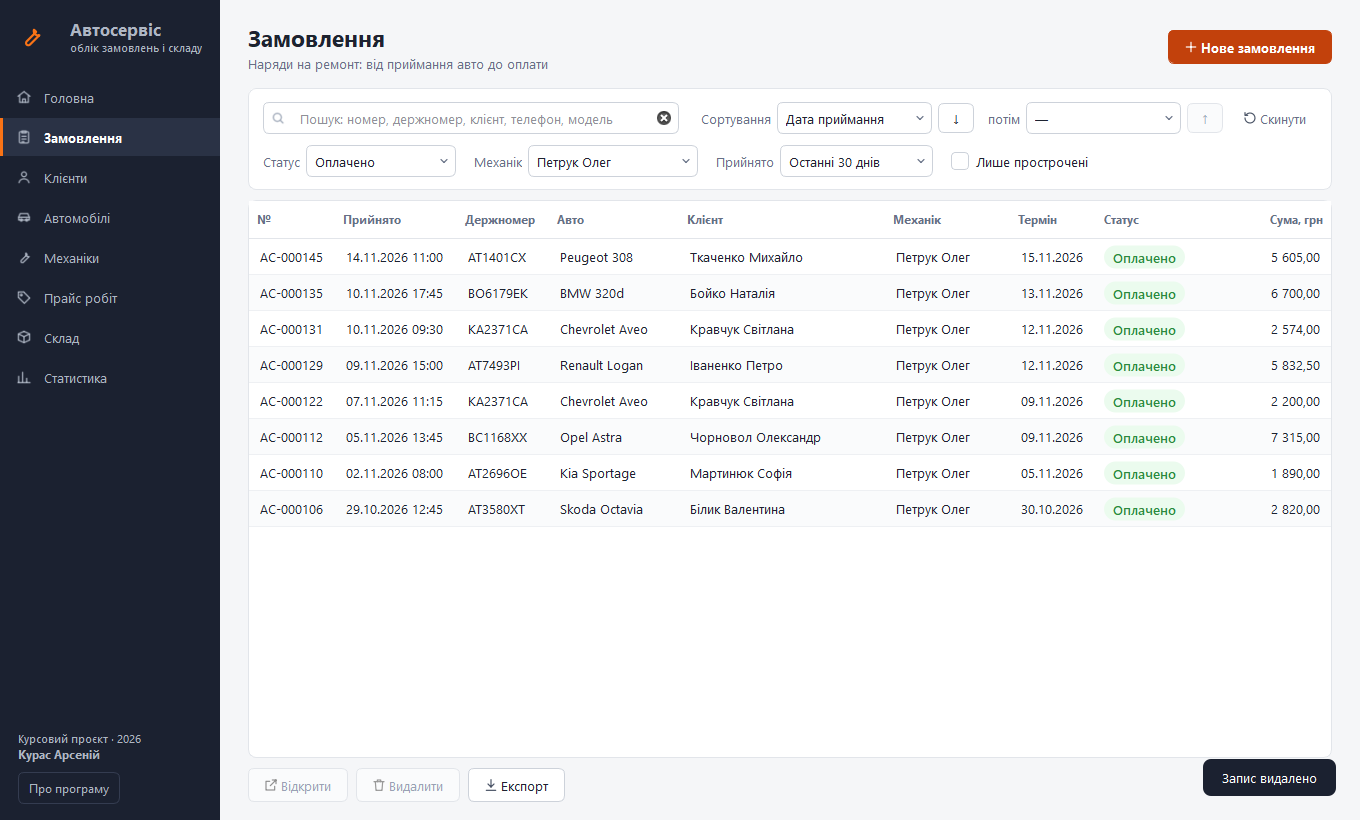 Автосервіс
облік замовлень і складу
Головна
Замовлення
Клієнти
Автомобілі
Механіки
Прайс робіт
Склад
Статистика
Курсовий проєкт · 2026
Курас Арсеній
Про програму
Замовлення
Наряди на ремонт: від приймання авто до оплати
+ Нове замовлення
Пошук: номер, держномер, клієнт, телефон, модель
Сортування Дата приймання ↓ потім — ↑ Скинути
Статус Оплачено Механік Петрук Олег Прийнято Останні 30 днів Лише прострочені
№ Прийнято Держномер Авто Клієнт Механік Термін Статус Сума, грн
АС-000145 14.11.2026 11:00 АТ1401СХ Peugeot 308 Ткаченко Михайло Петрук Олег 15.11.2026 Оплачено 5 605,00
АС-000135 10.11.2026 17:45 ВО6179ЕК BMW 320d Бойко Наталія Петрук Олег 13.11.2026 Оплачено 6 700,00
АС-000131 10.11.2026 09:30 КА2371СА Chevrolet Aveo Кравчук Світлана Петрук Олег 12.11.2026 Оплачено 2 574,00
АС-000129 09.11.2026 15:00 АТ7493РІ Renault Logan Іваненко Петро Петрук Олег 12.11.2026 Оплачено 5 832,50
АС-000122 07.11.2026 11:15 КА2371СА Chevrolet Aveo Кравчук Світлана Петрук Олег 09.11.2026 Оплачено 2 200,00
АС-000112 05.11.2026 13:45 ВС1168ХХ Opel Astra Чорновол Олександр Петрук Олег 09.11.2026 Оплачено 7 315,00
АС-000110 02.11.2026 08:00 АТ2696ОЕ Kia Sportage Мартинюк Софія Петрук Олег 05.11.2026 Оплачено 1 890,00
АС-000106 29.10.2026 12:45 АТ3580ХТ Skoda Octavia Білик Валентина Петрук Олег 30.10.2026 Оплачено 2 820,00
Відкрити Видалити Експорт
Запис видалено